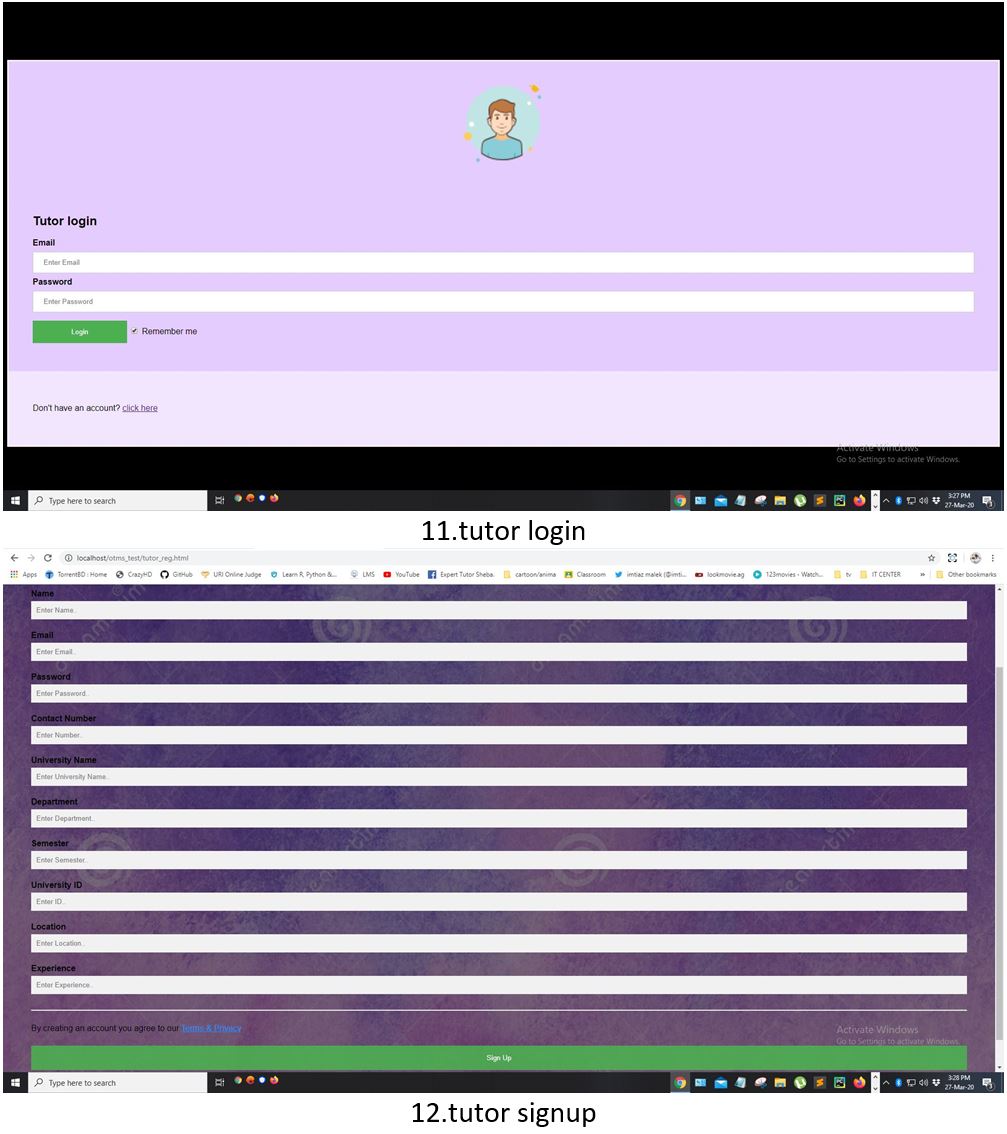 Tutor login
Email
Enter Email
Password
Enter Password
Login Remember me
Don't have an account? click here
Activate Windows
Go to Settings to activate Windows.
Type here to search
3:27 PM
27-Mar-20
11.tutor login
localhost/otms_test/tutor_reg.html
Apps TorrentBD : Home CrazyHD GitHub URI Online Judge Learn R, Python &... LMS YouTube Expert Tutor Sheba. cartoon/anima Classroom imtiaz malek (@imti... lookmovie.ag 123movies - Watch... tv IT CENTER » Other bookmarks
Name
Enter Name..
Email
Enter Email..
Password
Enter Password..
Contact Number
Enter Number..
University Name
Enter University Name..
Department
Enter Department..
Semester
Enter Semester..
University ID
Enter ID..
Location
Enter Location..
Experience
Enter Experience..
By creating an account you agree to our Terms & Privacy
Activate Windows
Go to Settings to activate Windows.
Sign Up
Type here to search
3:28 PM
27-Mar-20
12.tutor signup